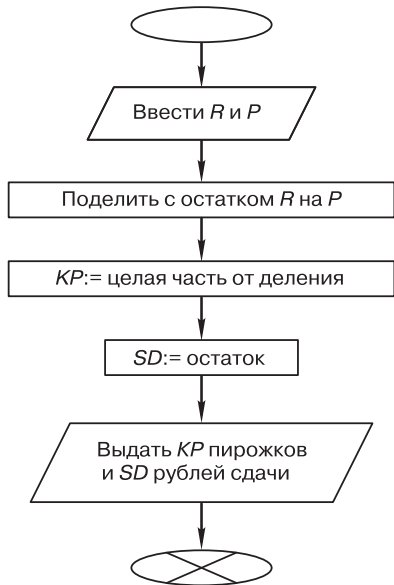 Ввести R и P
Поделить с остатком R на P
KP:= целая часть от деления
SD:= остаток
Выдать KP пирожков
и SD рублей сдачи